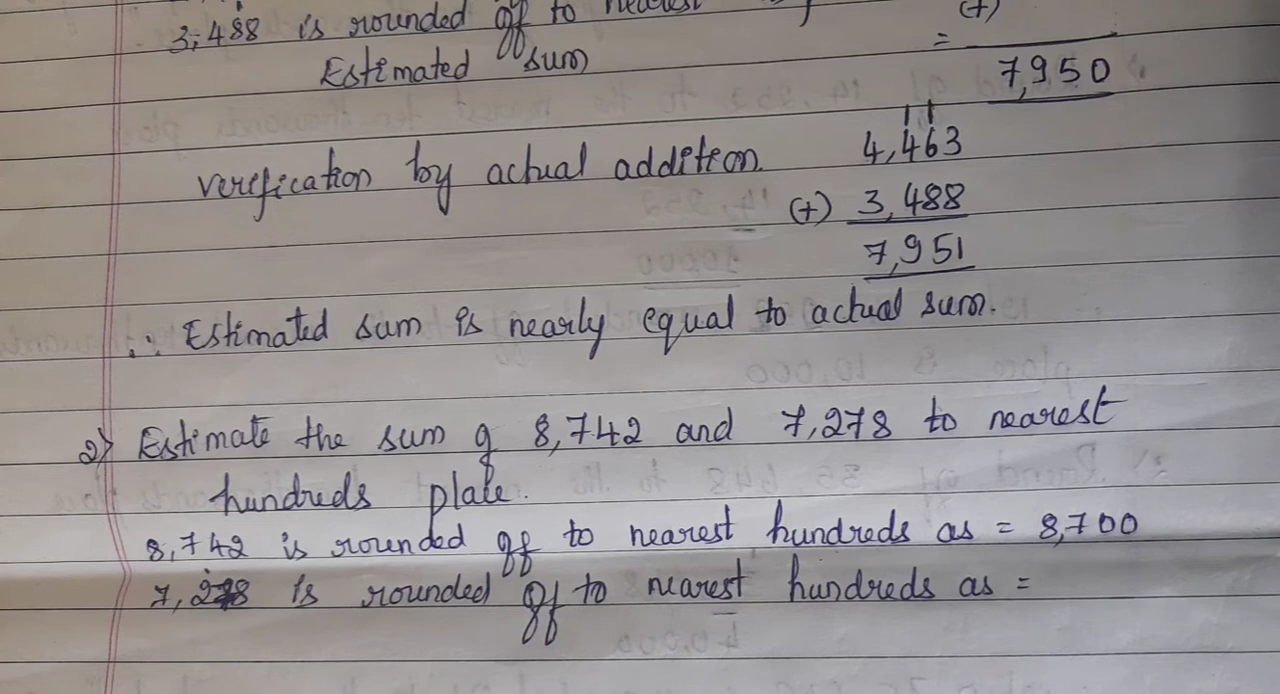 3,488 is rounded off to nearest (+)
Estimated sum = 7,950
verification by actual addition. 4,463
(+) 3,488
7,951
∴ Estimated sum is nearly equal to actual sum.
2) Estimate the sum of 8,742 and 7,278 to nearest
hundreds place.
8,742 is rounded off to nearest hundreds as = 8,700
7,278 is rounded off to nearest hundreds as =